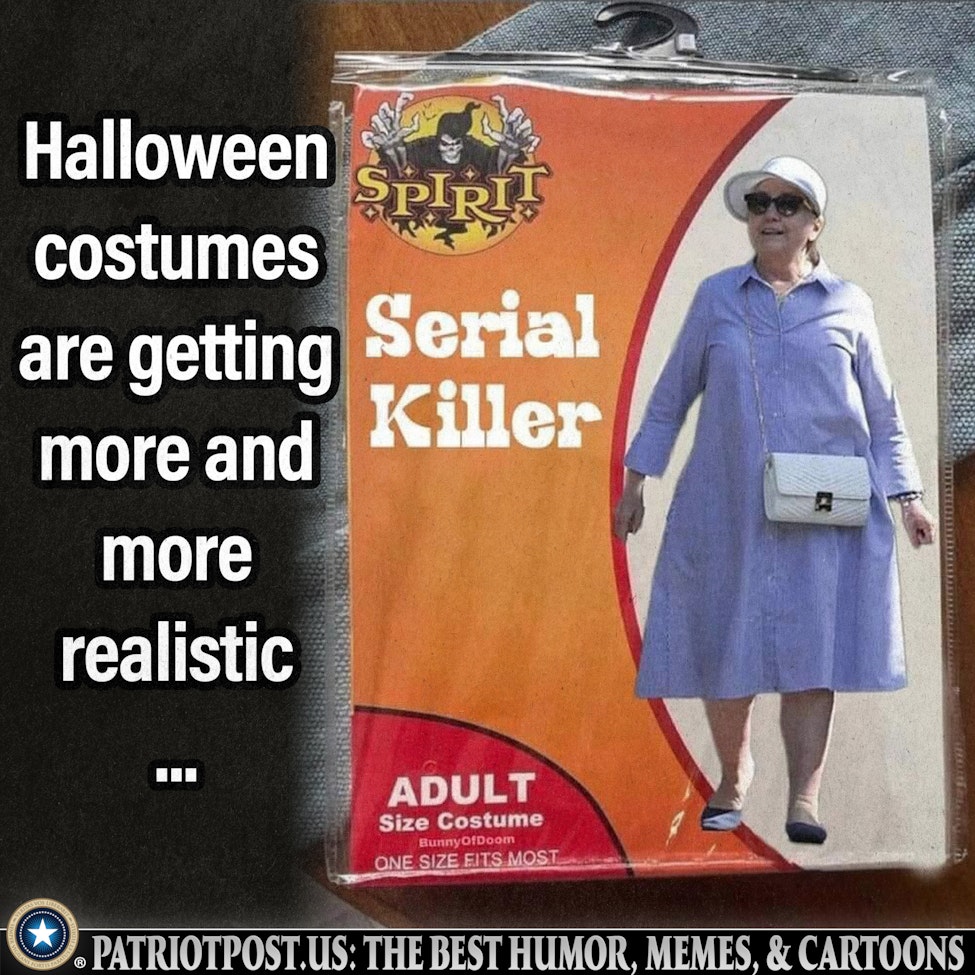 Halloween
costumes
are getting
more and
more
realistic
...
SPIRIT
Serial
Killer
ADULT
Size Costume
BunnyOfDoom
ONE SIZE FITS MOST
® PATRIOTPOST.US: THE BEST HUMOR, MEMES, & CARTOONS